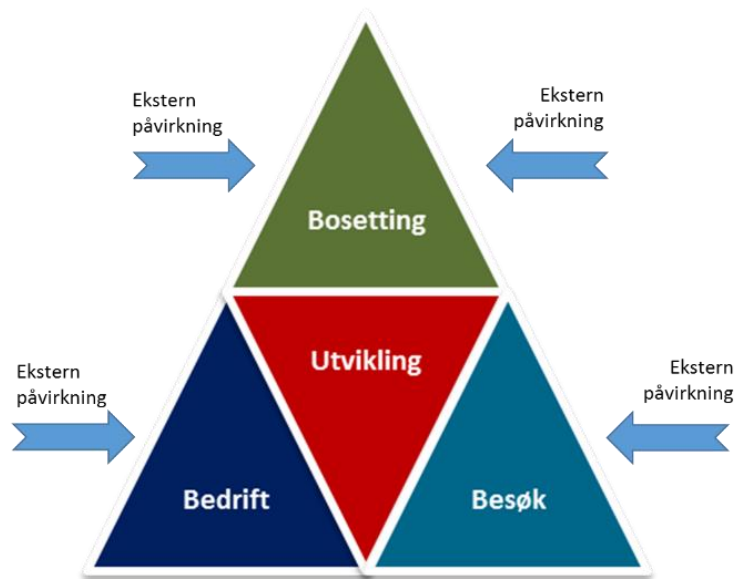 Ekstern
påvirkning
Ekstern
påvirkning
Bosetting
Utvikling
Ekstern
påvirkning
Ekstern
påvirkning
Bedrift
Besøk